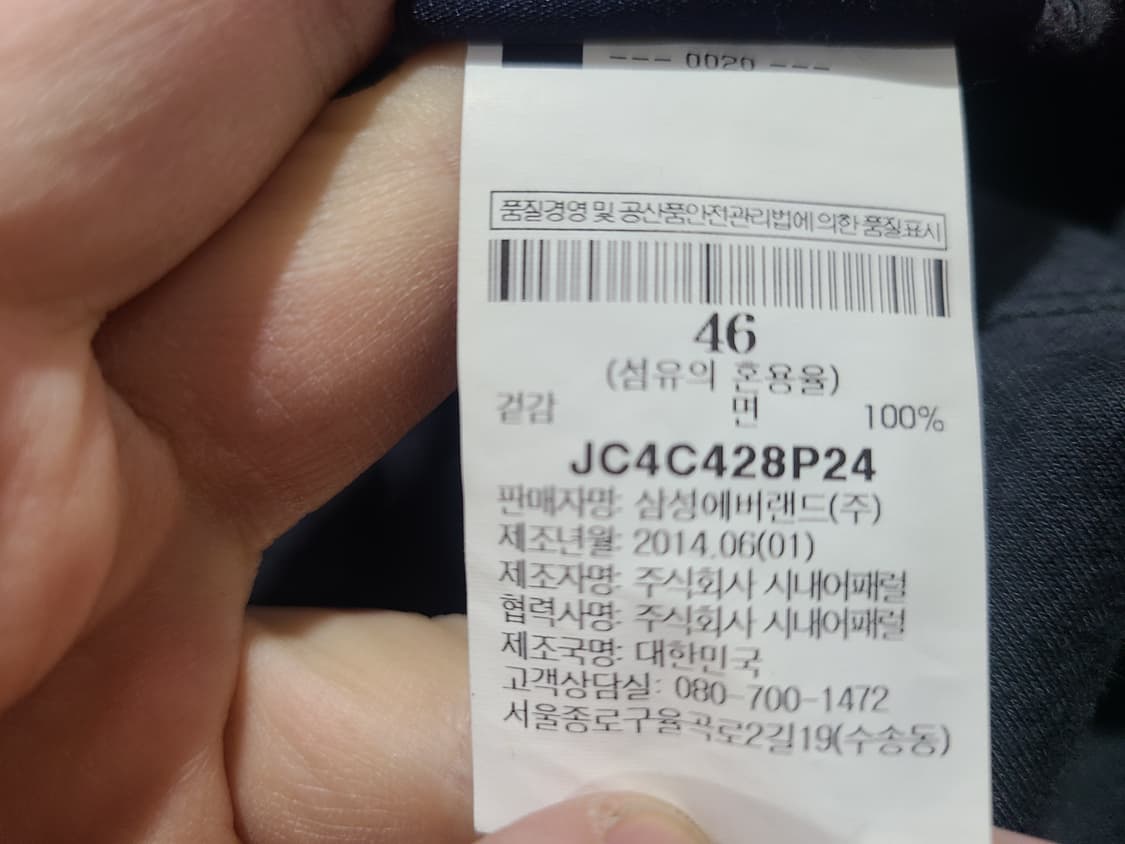 --- 0020 ---
품질경영 및 공산품안전관리법에 의한 품질표시
46
(섬유의 혼용율)
겉감 면 100%
JC4C428P24
판매자명: 삼성에버랜드(주)
제조년월: 2014.06(01)
제조자명: 주식회사 시내어패럴
협력사명: 주식회사 시내어패럴
제조국명: 대한민국
고객상담실: 080-700-1472
서울종로구율곡로2길19(수송동)